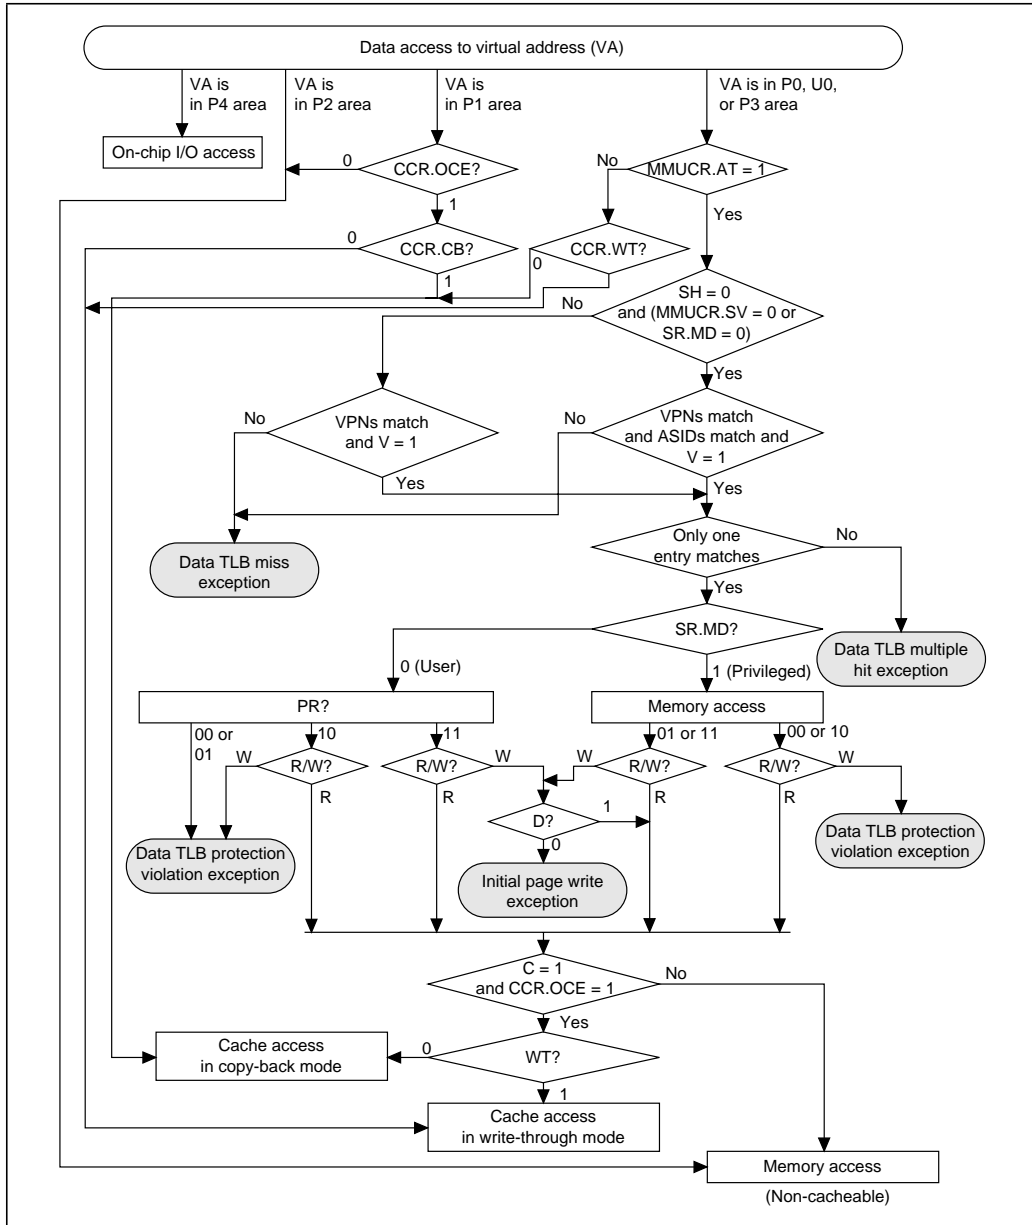 Data access to virtual address (VA)
VA is
in P4 area
VA is
in P2 area
VA is
in P1 area
VA is in P0, U0,
or P3 area
On-chip I/O access
0
CCR.OCE?
No
MMUCR.AT = 1
1
Yes
0
CCR.CB?
CCR.WT?
0
1
No
SH = 0
and (MMUCR.SV = 0 or
SR.MD = 0)
Yes
No
VPNs match
and V = 1
No
VPNs match
and ASIDs match and
V = 1
Yes
Yes
Data TLB miss
exception
Only one
entry matches
No
Yes
SR.MD?
Data TLB multiple
hit exception
0 (User)
1 (Privileged)
PR?
Memory access
00 or
01
10
11
01 or 11
00 or 10
W
R/W?
R/W?
W
W
R/W?
R/W?
W
R
R
R
R
D?
1
0
Data TLB protection
violation exception
Initial page write
exception
Data TLB protection
violation exception
C = 1
and CCR.OCE = 1
No
Yes
Cache access
in copy-back mode
0
WT?
1
Cache access
in write-through mode
Memory access
(Non-cacheable)